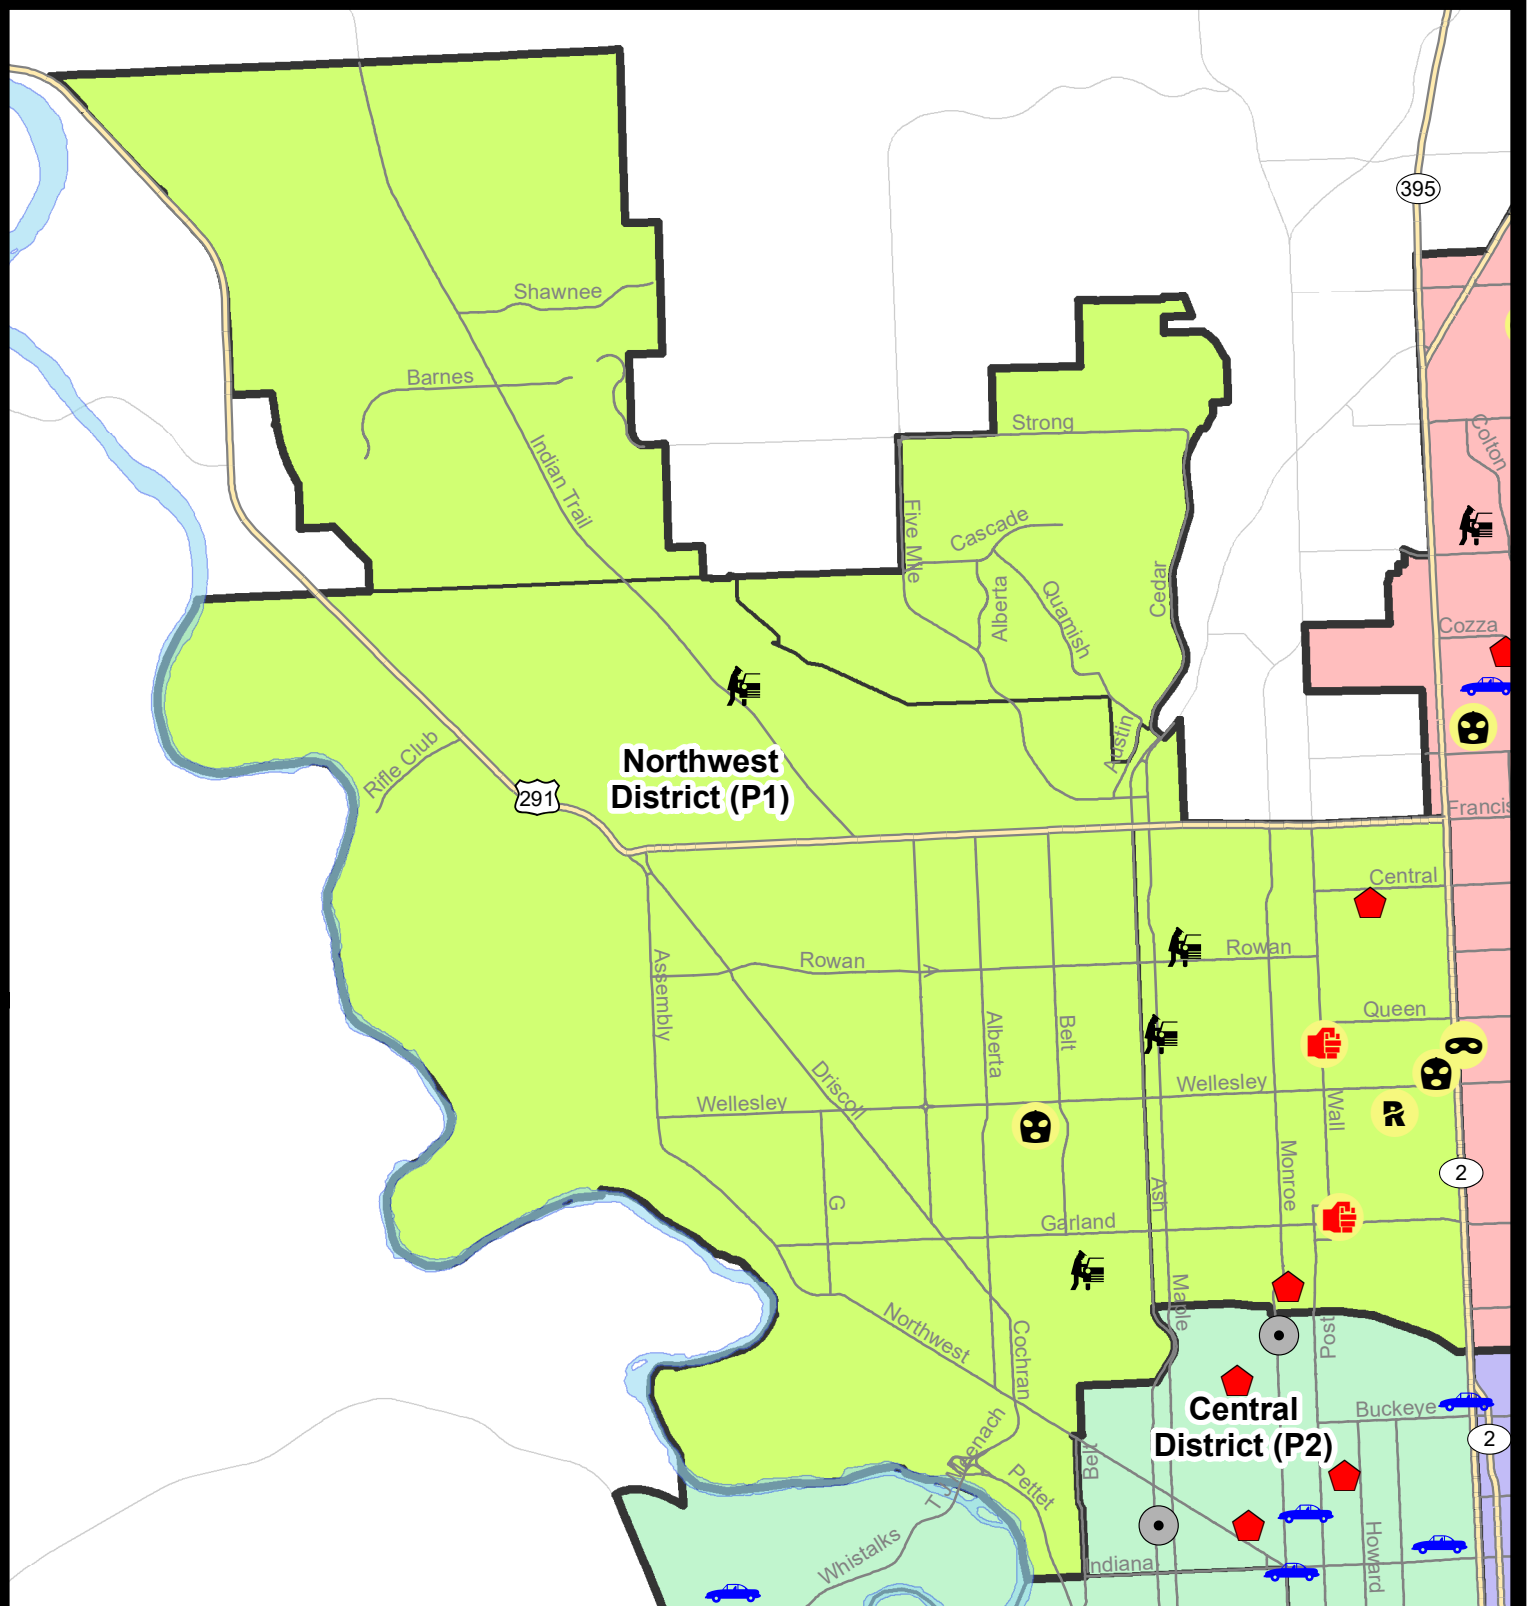 395
Shawnee
Barnes
Strong
Colton
Indian Trail
Five Mile
Cascade
Alberta
Quamish
Cedar
Cozza
Austin
Rifle Club
Northwest
District (P1)
291
Francis
Central
Rowan
Rowan
A
Assembly
Queen
Alberta
Belt
Driscoll
Wellesley
Wellesley
Wall
R
Monroe
2
Ash
G
Garland
Maple
Northwest
Cochran
Post
Central
District (P2)
Buckeye
2
T J Meenach
Belt
Pettet
Whistalks
Indiana
Howard